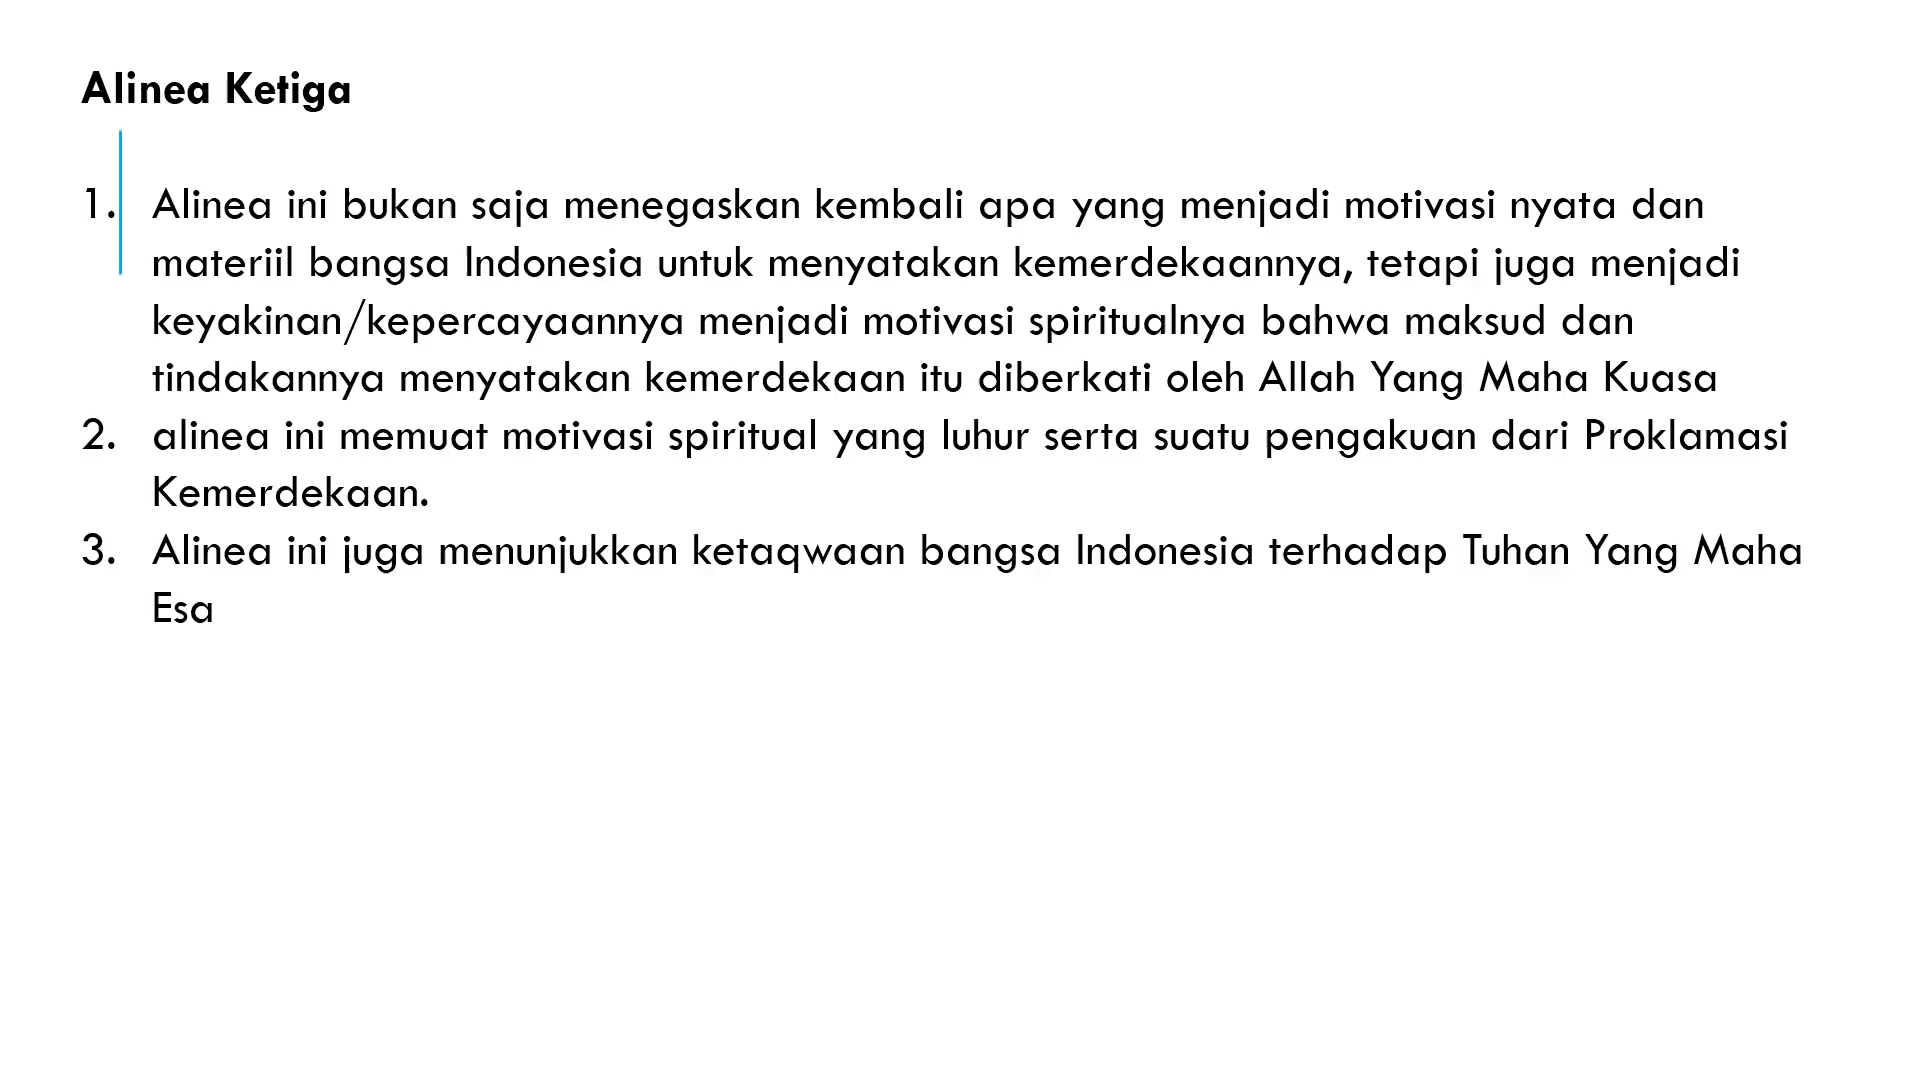 Alinea Ketiga
1. Alinea ini bukan saja menegaskan kembali apa yang menjadi motivasi nyata dan
materiil bangsa Indonesia untuk menyatakan kemerdekaannya, tetapi juga menjadi
keyakinan/kepercayaannya menjadi motivasi spiritualnya bahwa maksud dan
tindakannya menyatakan kemerdekaan itu diberkati oleh Allah Yang Maha Kuasa
2. alinea ini memuat motivasi spiritual yang luhur serta suatu pengakuan dari Proklamasi
Kemerdekaan.
3. Alinea ini juga menunjukkan ketaqwaan bangsa Indonesia terhadap Tuhan Yang Maha
Esa